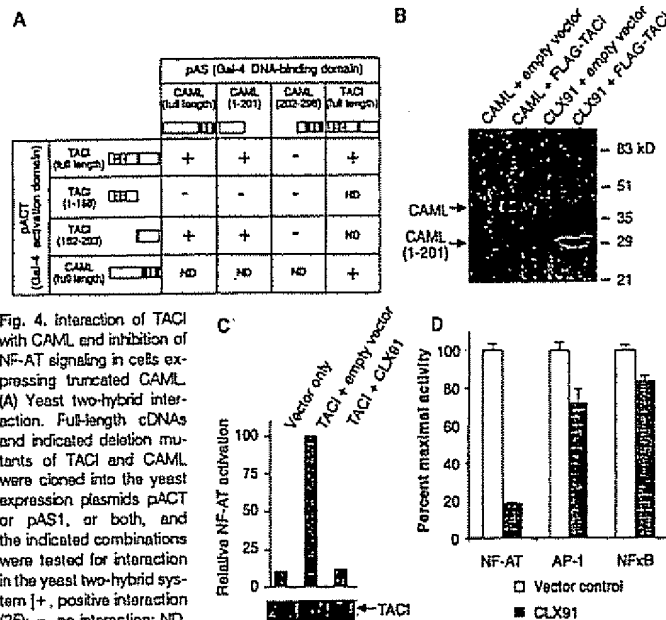 A
pAS (Gal-4 DNA-binding domain)
CAML (full length)
CAML (1-201)
CAML (202-296)
TACI (full length)
pACT (Gal-4 activation domain)
TACI (full length) + + - +
TACI - - - ND
TACI + + - ND
CAML (full length) ND ND ND +
B
CAML + empty vector
CAML + FLAG-TACI
CLX91 + empty vector
CLX91 + FLAG-TACI
83 kD
51
CAML
35
CAML (1-201)
29
21
Fig. 4. Interaction of TACI
with CAML and inhibition of
NF-AT signaling in cells ex-
pressing truncated CAML.
(A) Yeast two-hybrid inter-
action. Full-length cDNAs
and indicated deletion mu-
tants of TACI and CAML
were cloned into the yeast
expression plasmids pACT
or pAS1, or both, and
the indicated combinations
were tested for interaction
in the yeast two-hybrid sys-
tem [+, positive interaction
no interaction; ND,
C
Vector only
TACI + empty vector
TACI + CLX91
Relative NF-AT activation
100
75
50
25
0
TACI
D
Percent maximal activity
100
80
60
40
20
0
NF-AT AP-1 NFκB
Vector control
CLX91